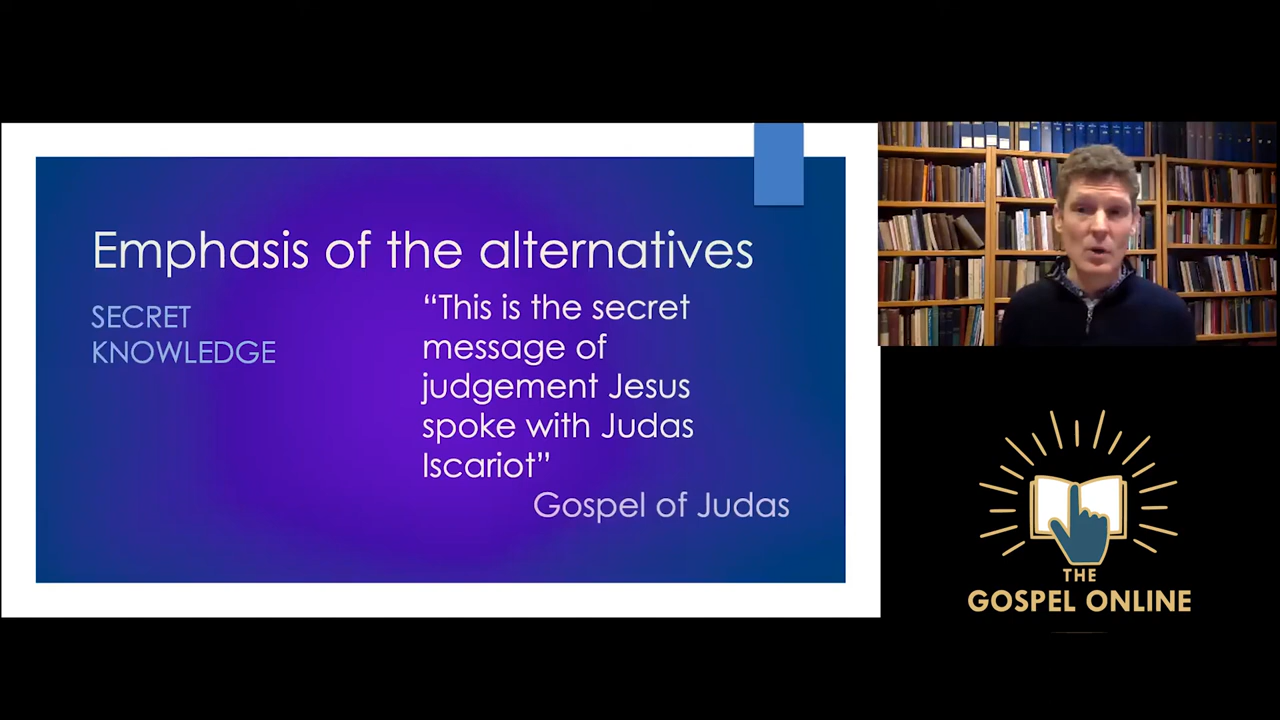 Emphasis of the alternatives
SECRET
KNOWLEDGE
“This is the secret
message of
judgement Jesus
spoke with Judas
Iscariot”
Gospel of Judas
THE
GOSPEL ONLINE